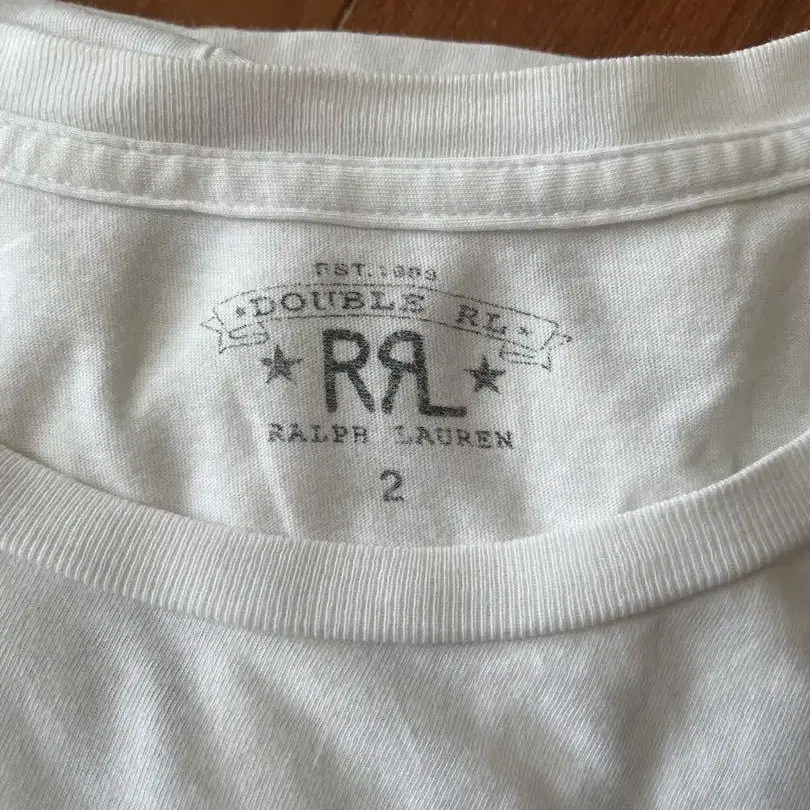 EST.1993
DOUBLE RL
RRL
RALPH LAUREN
2